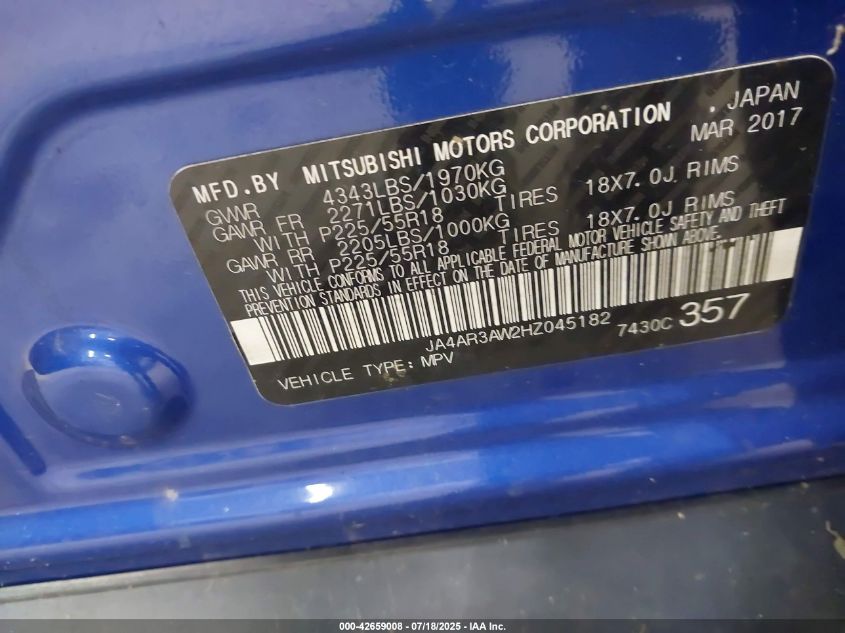 MFD. BY MITSUBISHI MOTORS CORPORATION , JAPAN
MAR 2017
GVWR 4343LBS/1970KG
GAWR FR 2271LBS/1030KG
WITH P225/55R18 TIRES 18X7.0J RIMS
GAWR RR 2205LBS/1000KG
WITH P225/55R18 TIRES 18X7.0J RIMS
THIS VEHICLE CONFORMS TO ALL APPLICABLE FEDERAL MOTOR VEHICLE SAFETY AND THEFT
PREVENTION STANDARDS IN EFFECT ON THE DATE OF MANUFACTURE SHOWN ABOVE.
JA4AR3AW2HZ045182 7430C 357
VEHICLE TYPE: MPV
000-42659008 - 07/18/2025 - IAA Inc.